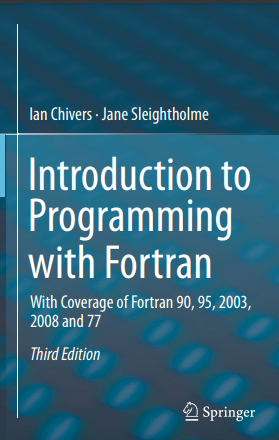 Ian Chivers · Jane Sleightholme
Introduction to
Programming
with Fortran
With Coverage of Fortran 90, 95, 2003,
2008 and 77
Third Edition
Springer